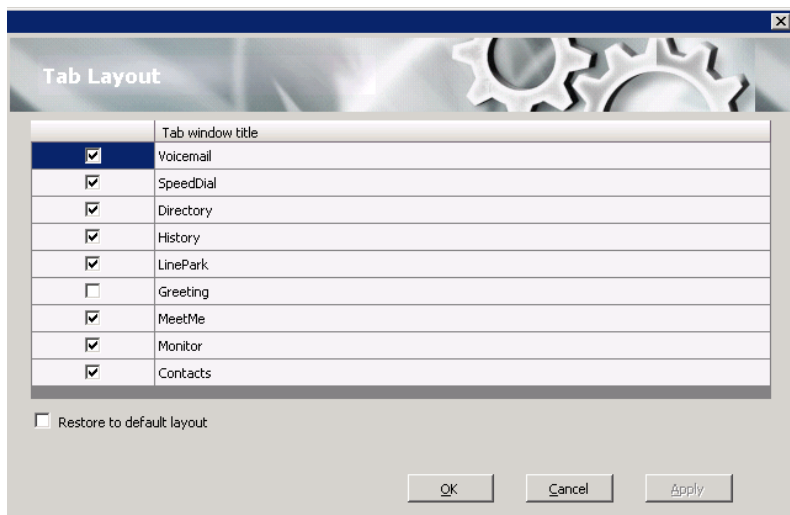 Tab Layout
Tab window title
Voicemail
SpeedDial
Directory
History
LinePark
Greeting
MeetMe
Monitor
Contacts
Restore to default layout
OK Cancel Apply